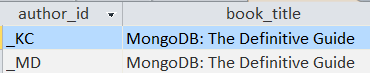 author_id book_title
_KC MongoDB: The Definitive Guide
_MD MongoDB: The Definitive Guide